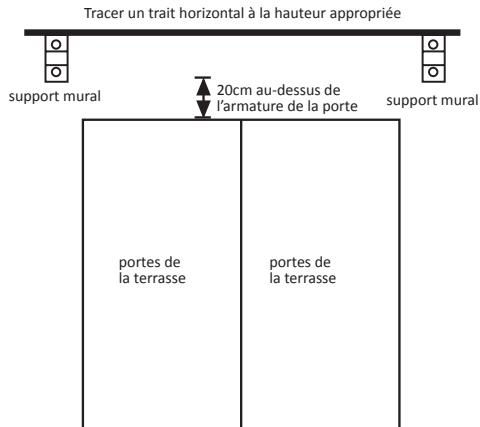 Tracer un trait horizontal à la hauteur appropriée
support mural
20cm au-dessus de
l’armature de la porte
support mural
portes de
la terrasse
portes de
la terrasse